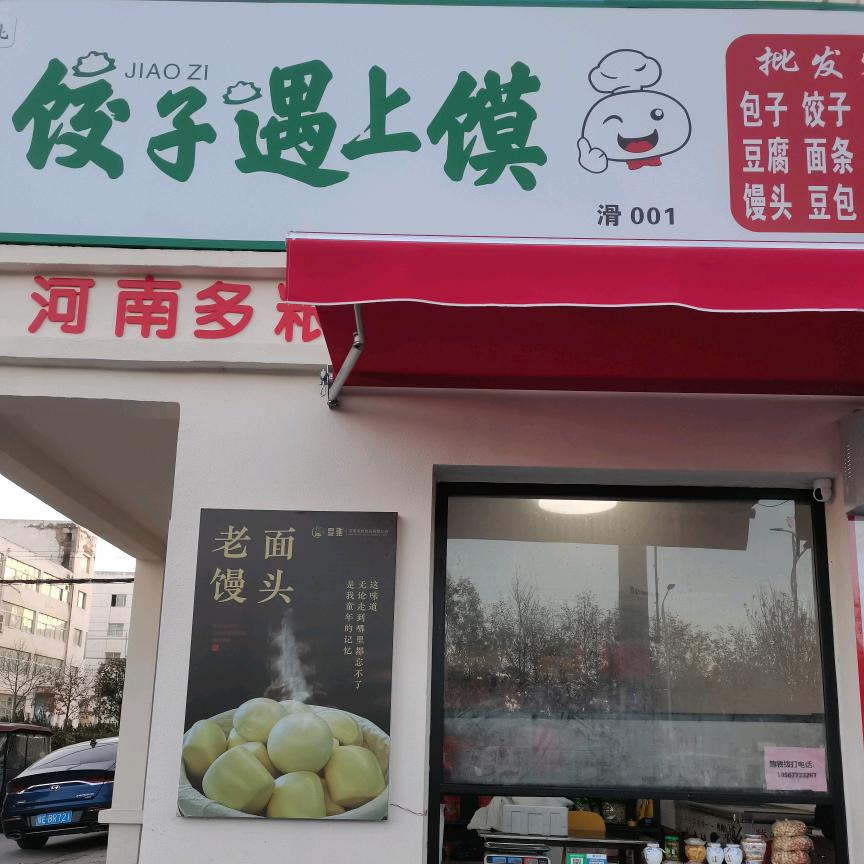 JIAO ZI
饺子遇上馍
滑 001
批发
包子 饺子
豆腐 面条
馒头 豆包
河南多粮
老面
馒头
这味道
无论走到哪里都忘不了
是我童年的记忆